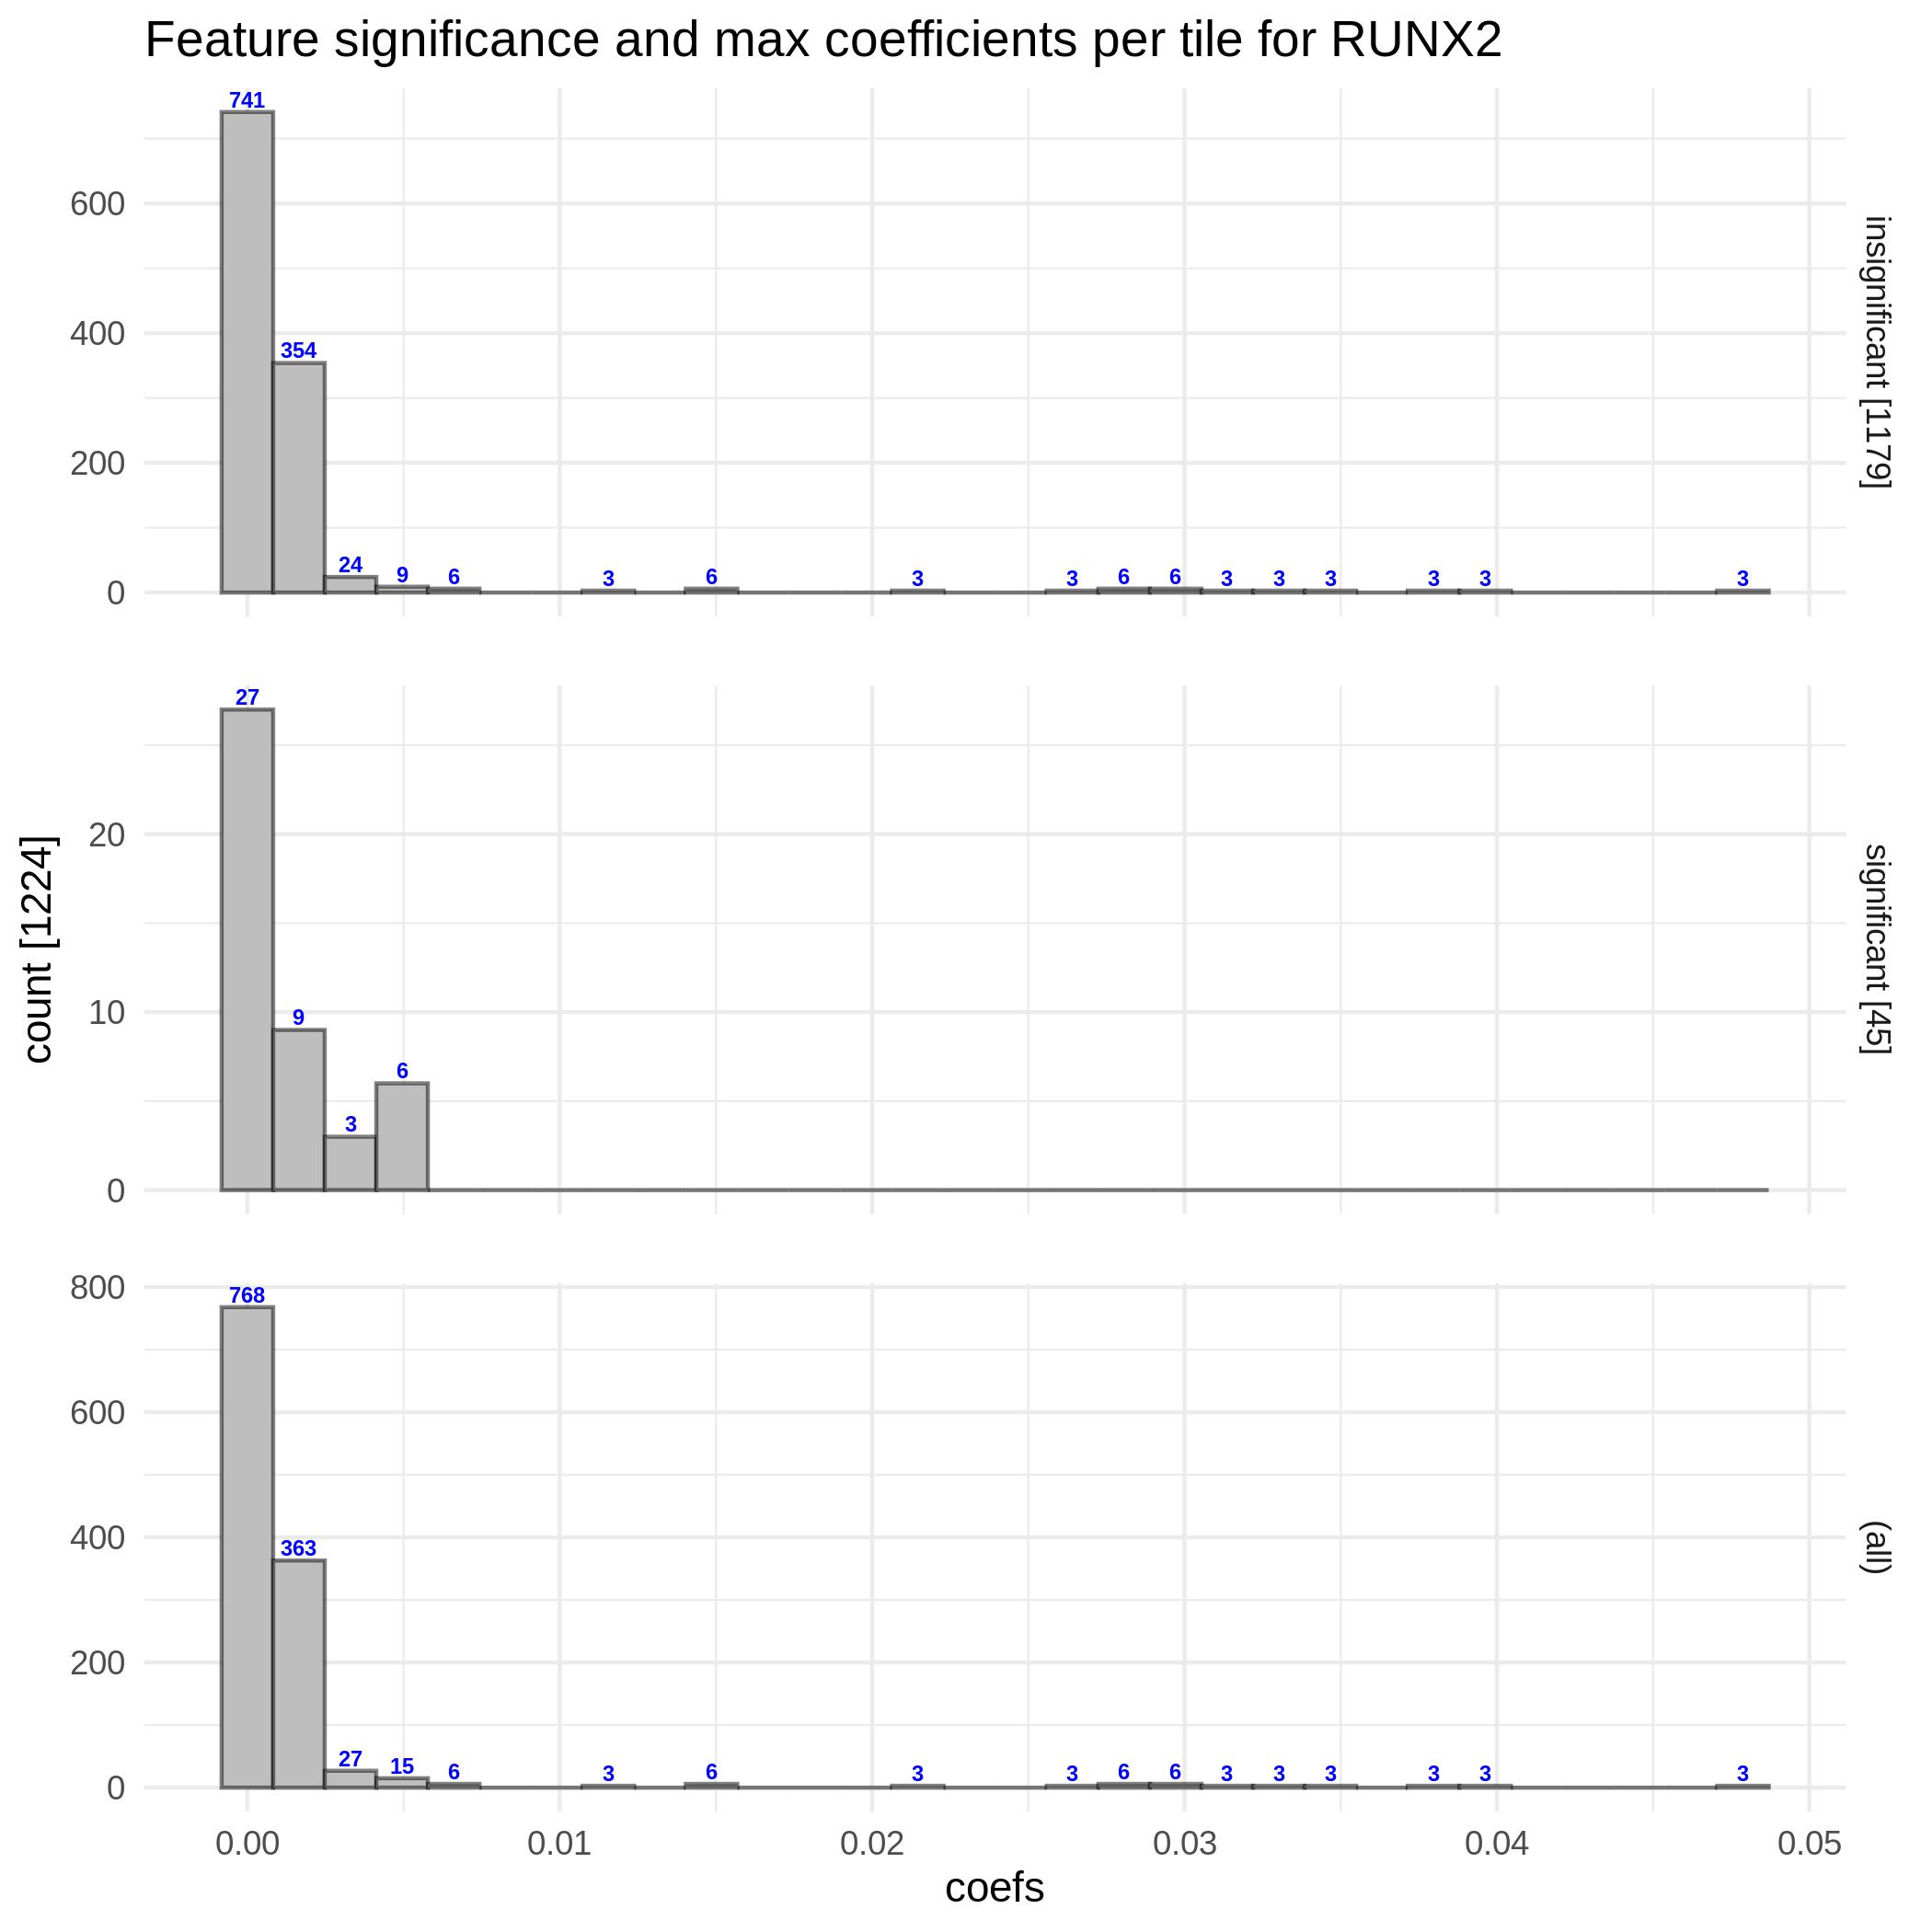 Feature significance and max coefficients per tile for RUNX2
741
600
400
354
200
24 9 6 3 6 3 3 6 6 3 3 3 3 3 3
0
insignificant [1179]
27
20
10
9
6
3
0
significant [45]
count [1224]
800
768
600
400
363
200
27 15 6 3 6 3 3 6 6 3 3 3 3 3 3
0
(all)
0.00 0.01 0.02 0.03 0.04 0.05
coefs